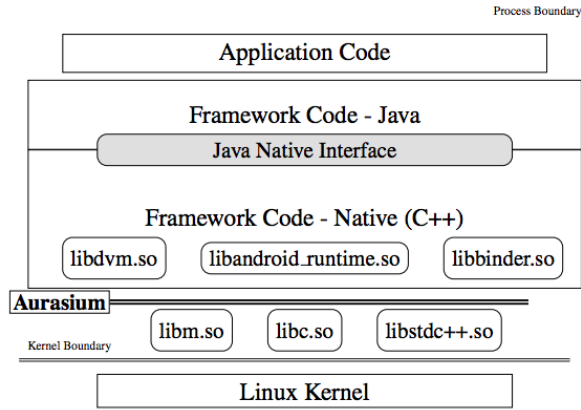 Process Boundary
Application Code
Framework Code - Java
Java Native Interface
Framework Code - Native (C++)
libdvm.so libandroid_runtime.so libbinder.so
Aurasium
libm.so libc.so libstdc++.so
Kernel Boundary
Linux Kernel